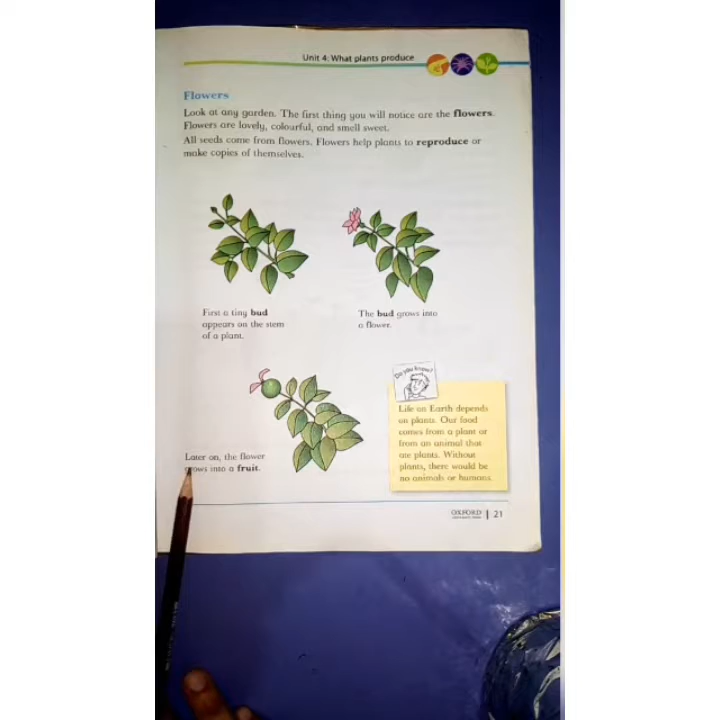 Unit 4: What plants produce
Flowers
Look at any garden. The first thing you will notice are the flowers.
Flowers are lovely, colourful, and smell sweet.
All seeds come from flowers. Flowers help plants to reproduce or
make copies of themselves.
First a tiny bud
appears on the stem
of a plant.
The bud grows into
a flower.
Later on, the flower
grows into a fruit.
Do you know?
Life on Earth depends
on plants. Our food
comes from a plant or
from an animal that
ate plants. Without
plants, there would be
no animals or humans.
OXFORD
UNIVERSITY PRESS
21